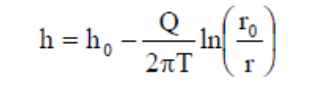 h = h₀ − Q/(2πT) ln(r₀/r)